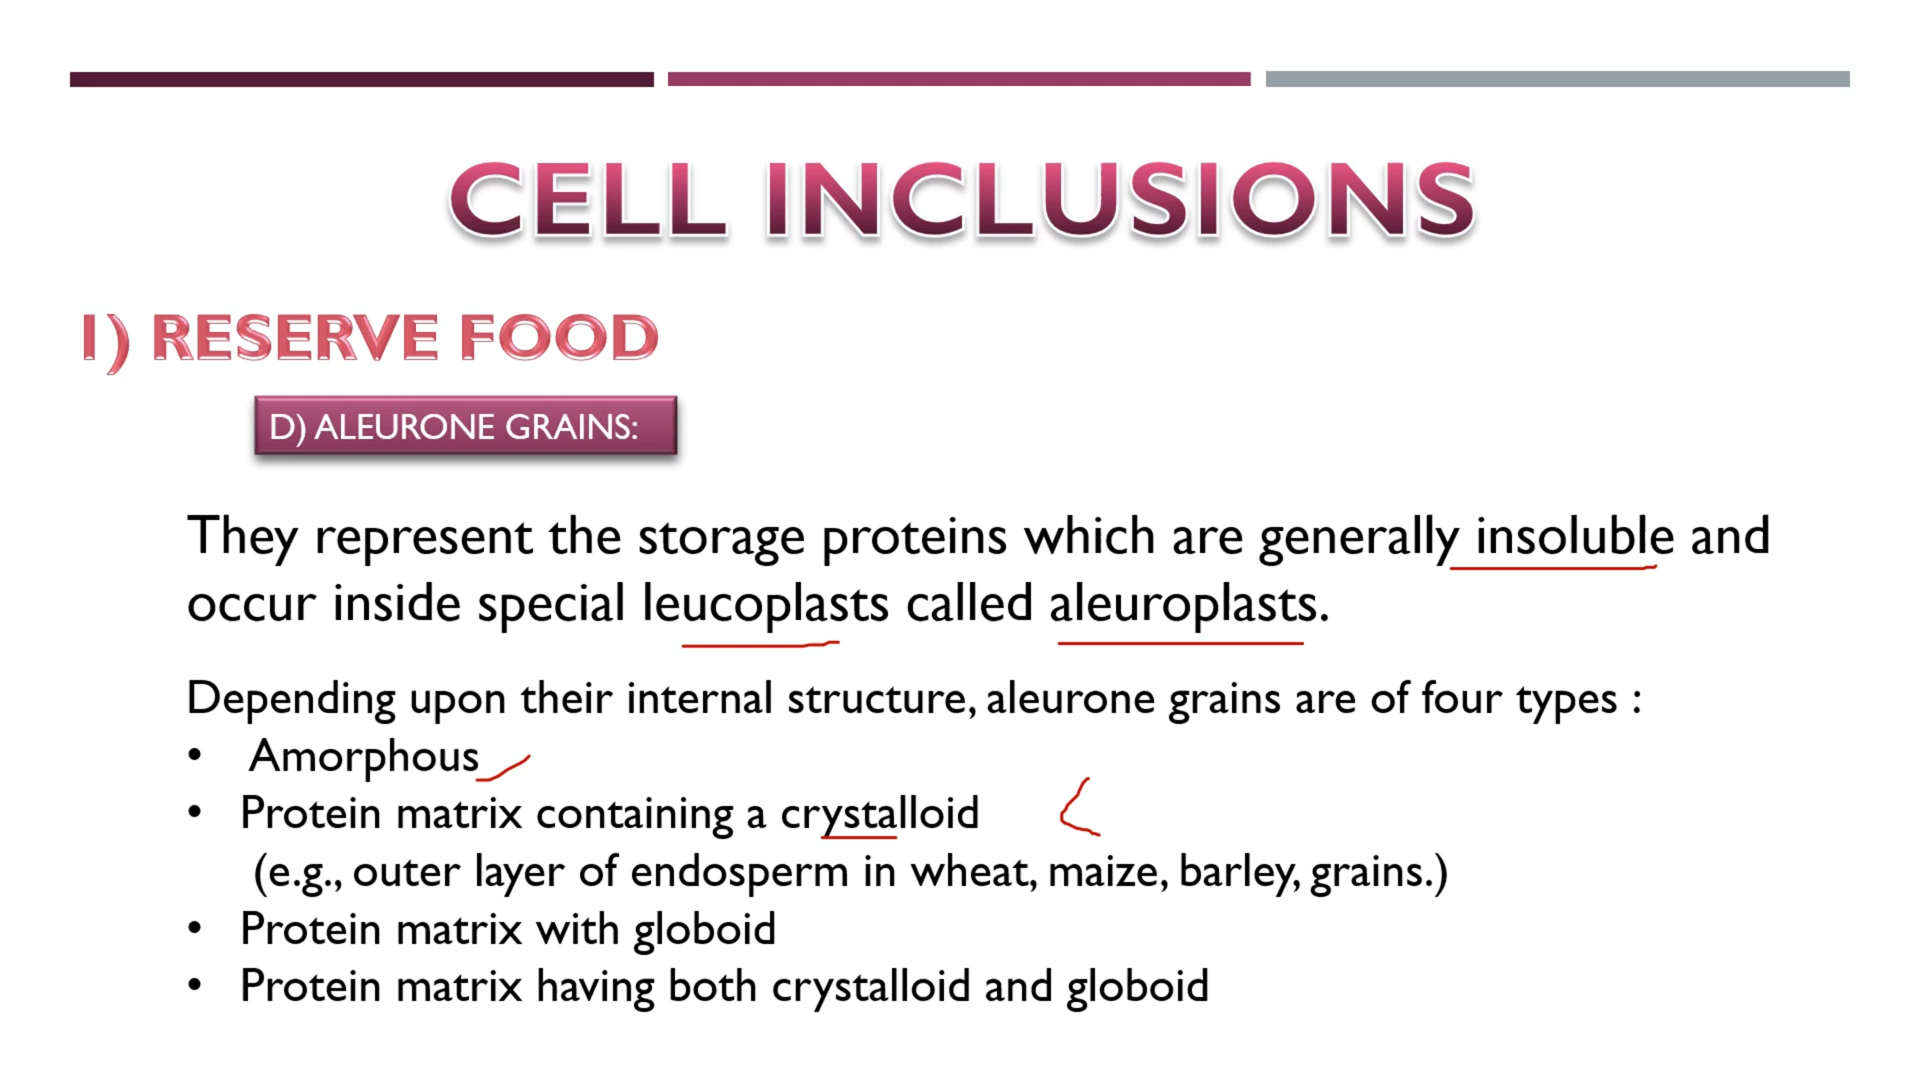 CELL INCLUSIONS
1) RESERVE FOOD
D) ALEURONE GRAINS:
They represent the storage proteins which are generally insoluble and
occur inside special leucoplasts called aleuroplasts.
Depending upon their internal structure, aleurone grains are of four types :
• Amorphous
• Protein matrix containing a crystalloid
(e.g., outer layer of endosperm in wheat, maize, barley, grains.)
• Protein matrix with globoid
• Protein matrix having both crystalloid and globoid